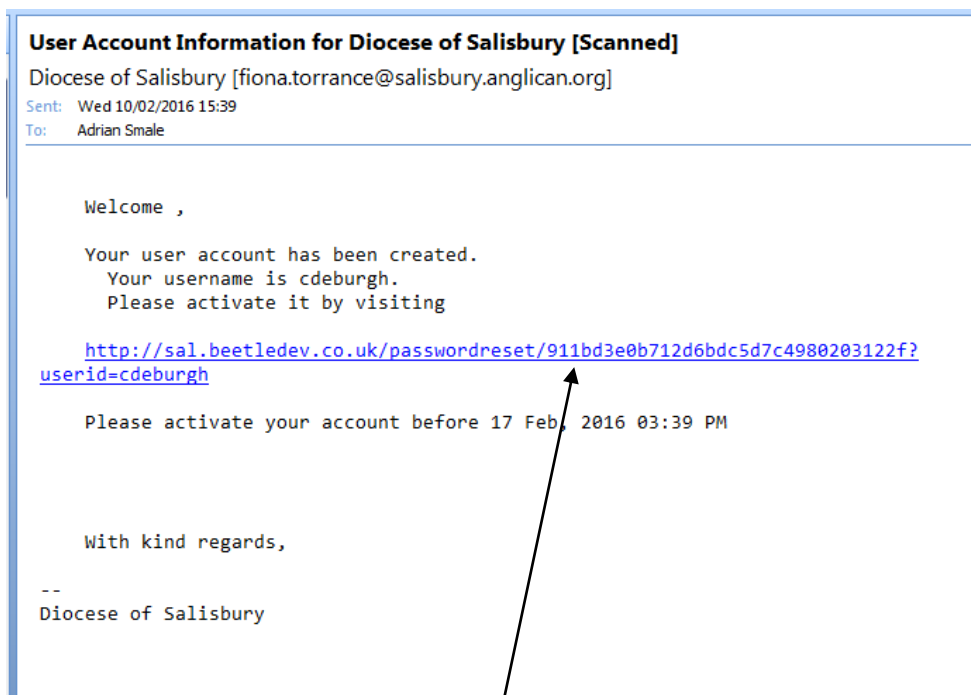 User Account Information for Diocese of Salisbury [Scanned]
Diocese of Salisbury [fiona.torrance@salisbury.anglican.org]
Sent: Wed 10/02/2016 15:39
To: Adrian Smale
Welcome ,
Your user account has been created.
Your username is cdeburgh.
Please activate it by visiting
http://sal.beetledev.co.uk/passwordreset/911bd3e0b712d6bdc5d7c4980203122f?
userid=cdeburgh
Please activate your account before 17 Feb, 2016 03:39 PM
With kind regards,
--
Diocese of Salisbury